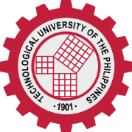 TECHNOLOGICAL UNIVERSITY OF THE PHILIPPINES
· 1901 ·